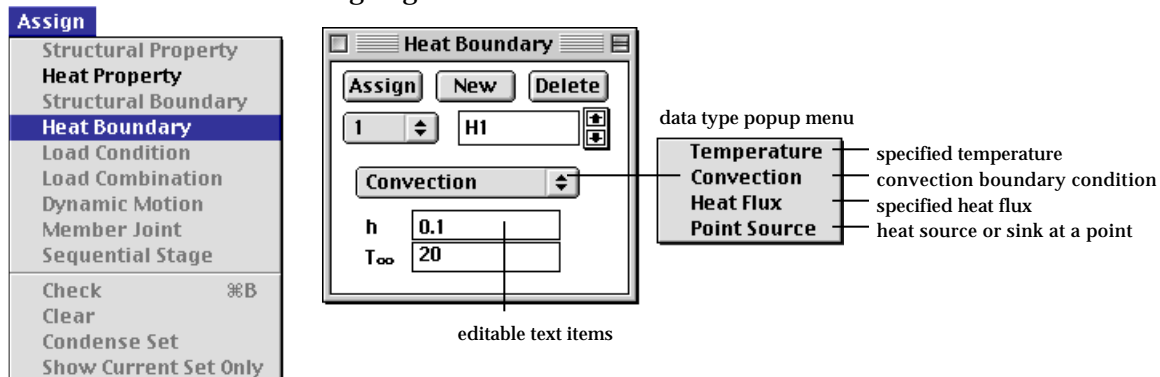 Assign
Structural Property
Heat Property
Structural Boundary
Heat Boundary
Load Condition
Load Combination
Dynamic Motion
Member Joint
Sequential Stage
Check ⌘B
Clear
Condense Set
Show Current Set Only
Heat Boundary
Assign New Delete
1 H1
Convection
h 0.1
T∞ 20
editable text items
data type popup menu
Temperature specified temperature
Convection convection boundary condition
Heat Flux specified heat flux
Point Source heat source or sink at a point